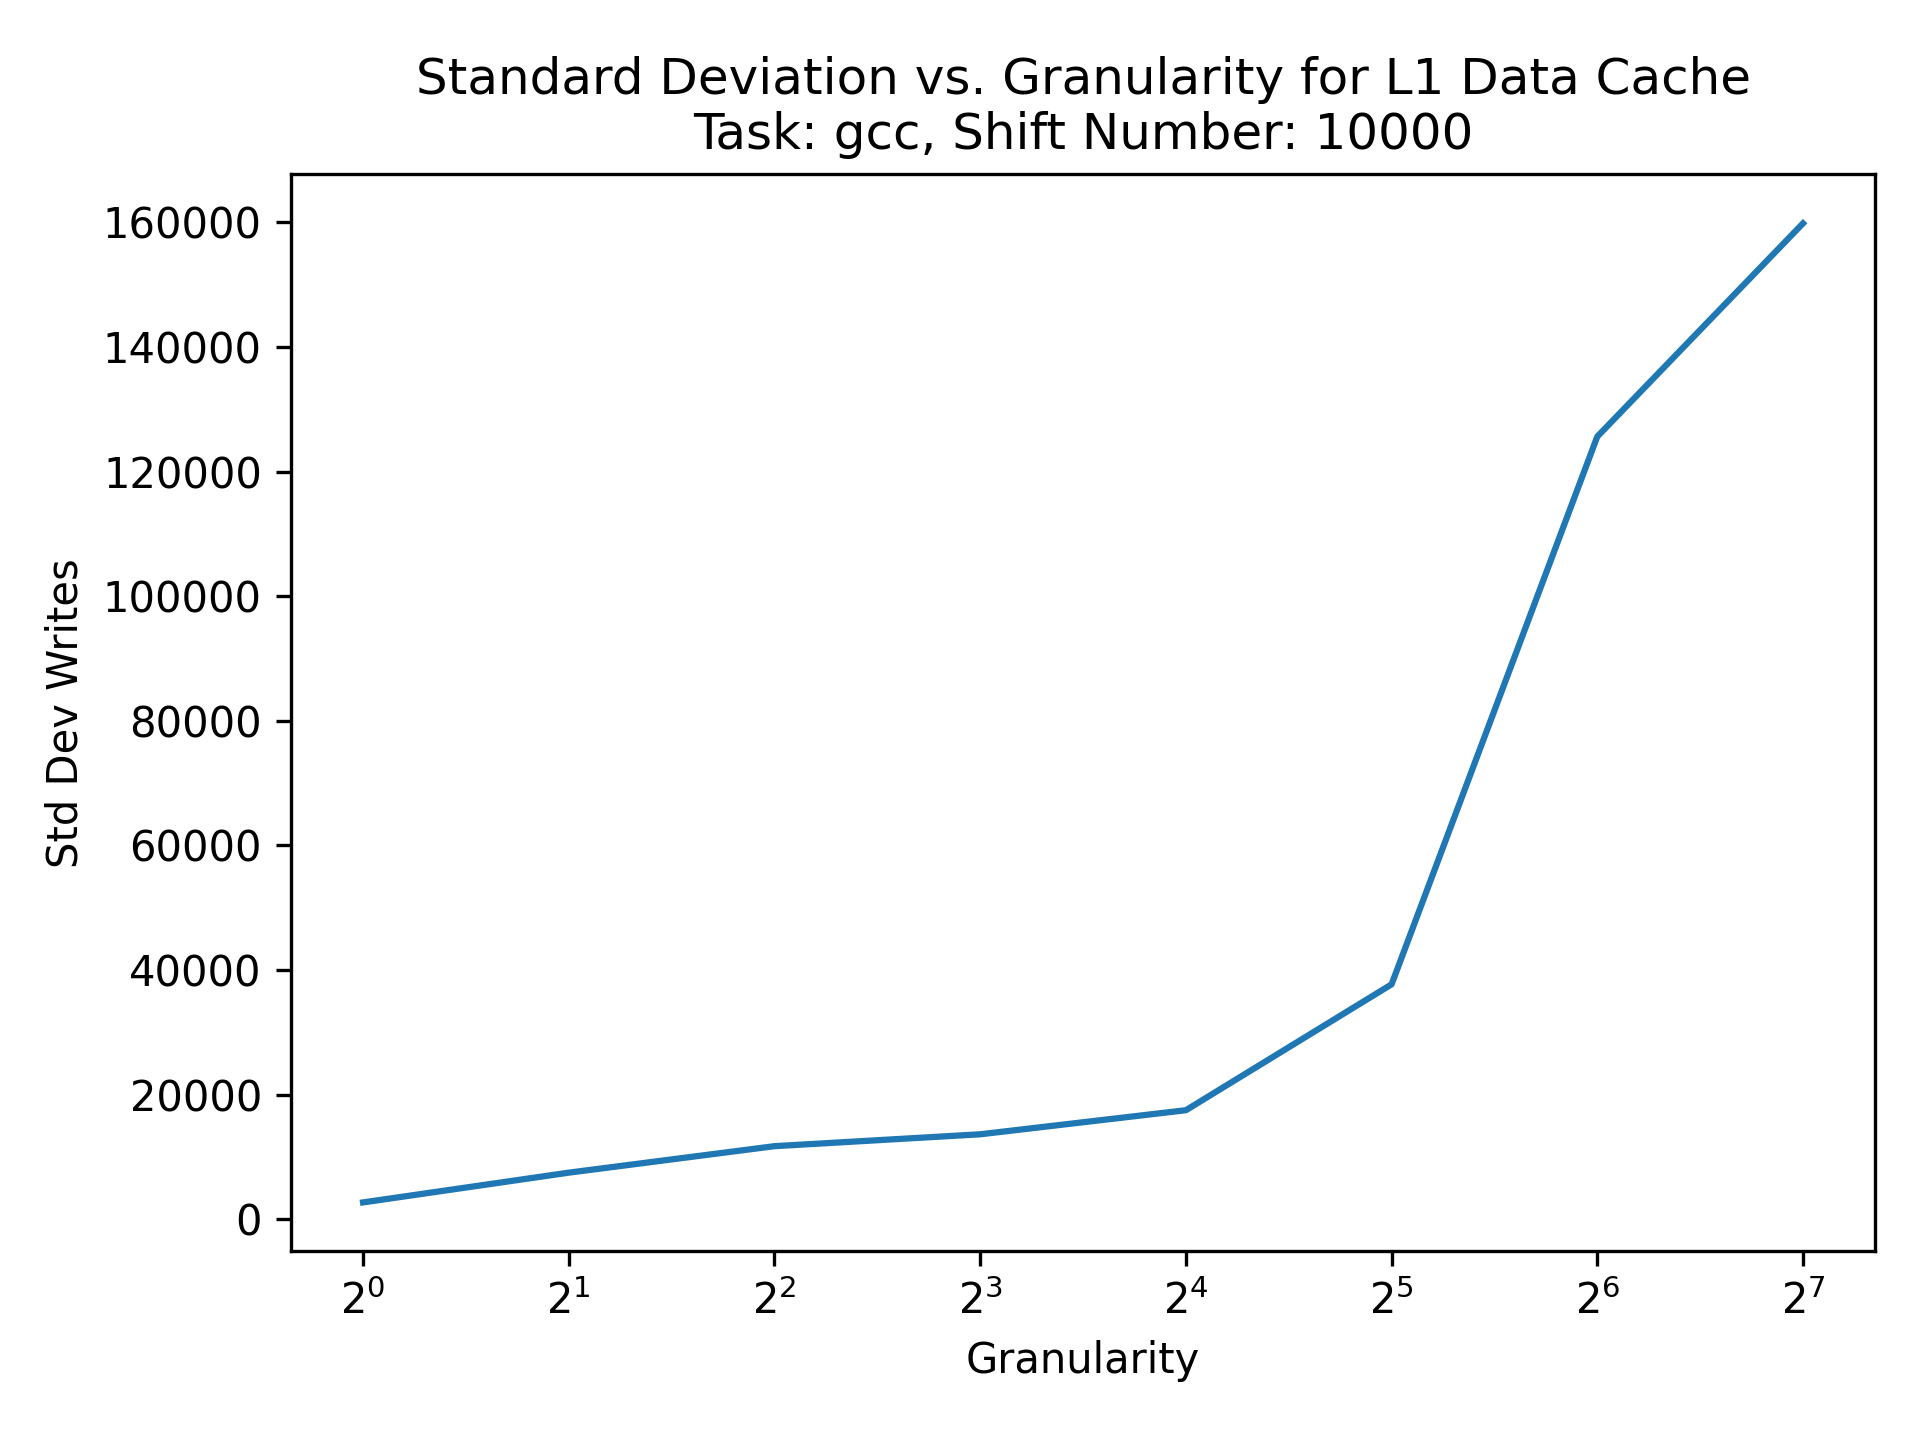 Standard Deviation vs. Granularity for L1 Data Cache
Task: gcc, Shift Number: 10000
160000
140000
120000
100000
80000
60000
40000
20000
0
Std Dev Writes
2⁰ 2¹ 2² 2³ 2⁴ 2⁵ 2⁶ 2⁷
Granularity